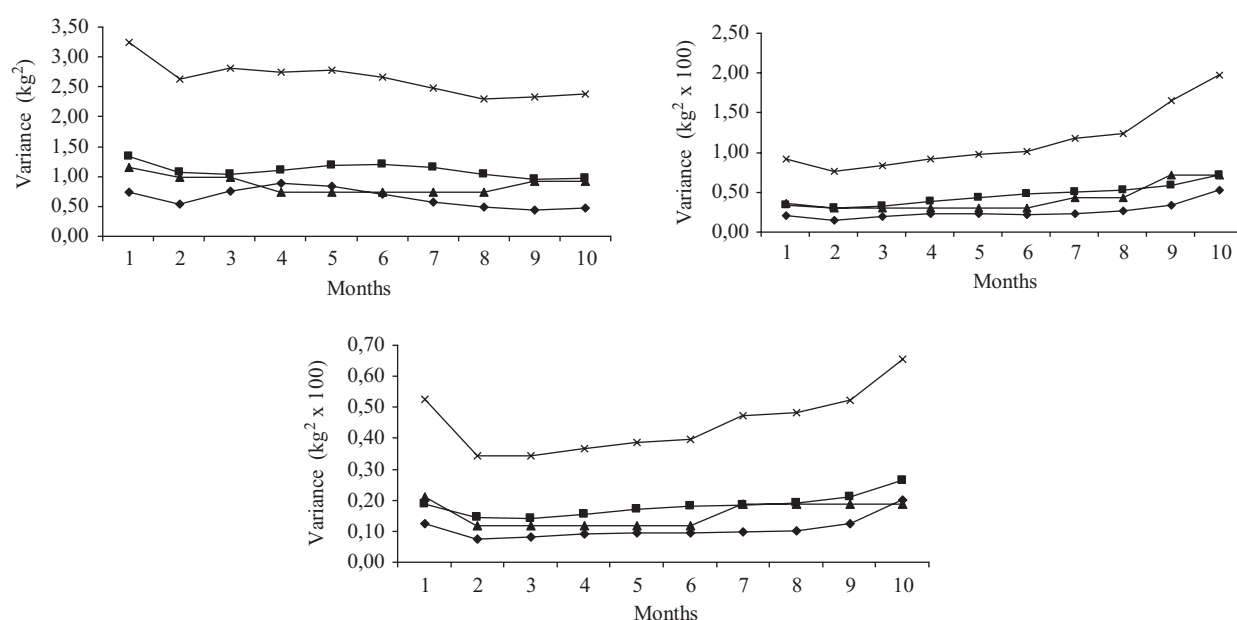 Variance (kg² )
3,50
3,00
2,50
2,00
1,50
1,00
0,50
0,00
1 2 3 4 5 6 7 8 9 10
Months
Variance (kg² x 100)
2,50
2,00
1,50
1,00
0,50
0,00
1 2 3 4 5 6 7 8 9 10
Months
Variance (kg² x 100)
0,70
0,60
0,50
0,40
0,30
0,20
0,10
0,00
1 2 3 4 5 6 7 8 9 10
Months